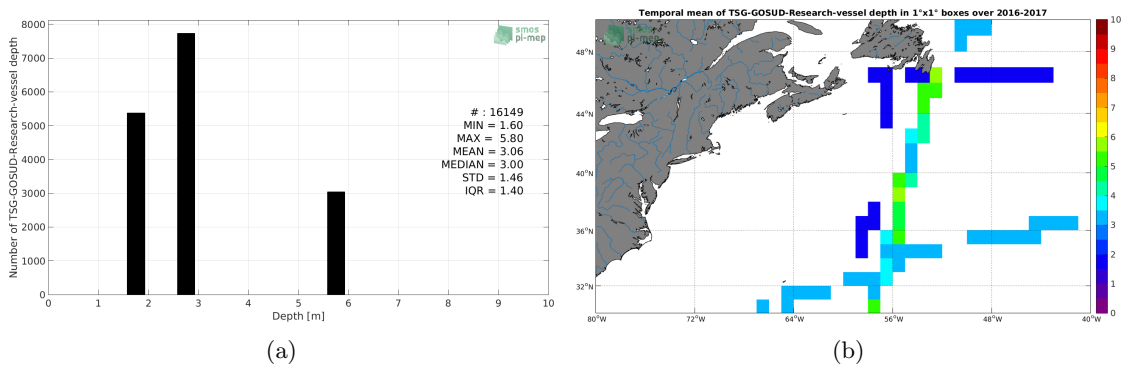 8000
7000
6000
5000
4000
3000
2000
1000
0
Number of TSG-GOSUD-Research-vessel depth
smos
pi-mep
# : 16149
MIN = 1.60
MAX = 5.80
MEAN = 3.06
MEDIAN = 3.00
STD = 1.46
IQR = 1.40
0 1 2 3 4 5 6 7 8 9 10
Depth [m]
(a)
Temporal mean of TSG-GOSUD-Research-vessel depth in 1°x1° boxes over 2016-2017
smos
pi-mep
48°N
44°N
40°N
36°N
32°N
80°W 72°W 64°W 56°W 48°W 40°W
10
9
8
7
6
5
4
3
2
1
0
(b)